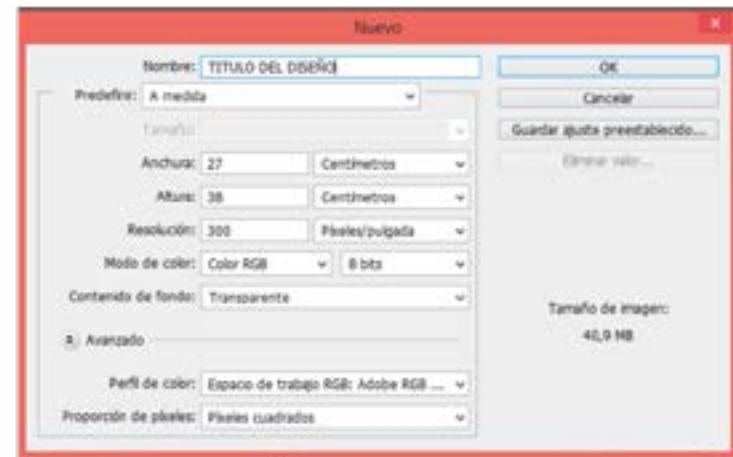 Nuevo
Nombre: TITULO DEL DISEÑO
OK
Predefinir: A medida
Cancelar
Tamaño:
Guardar ajuste preestablecido...
Anchura: 27 Centímetros
Eliminar valor...
Altura: 38 Centímetros
Resolución: 300 Píxeles/pulgada
Modo de color: Color RGB 8 bits
Contenido de fondo: Transparente
Tamaño de imagen:
40,9 MB
Avanzado
Perfil de color: Espacio de trabajo RGB: Adobe RGB ...
Proporción de píxeles: Píxeles cuadrados